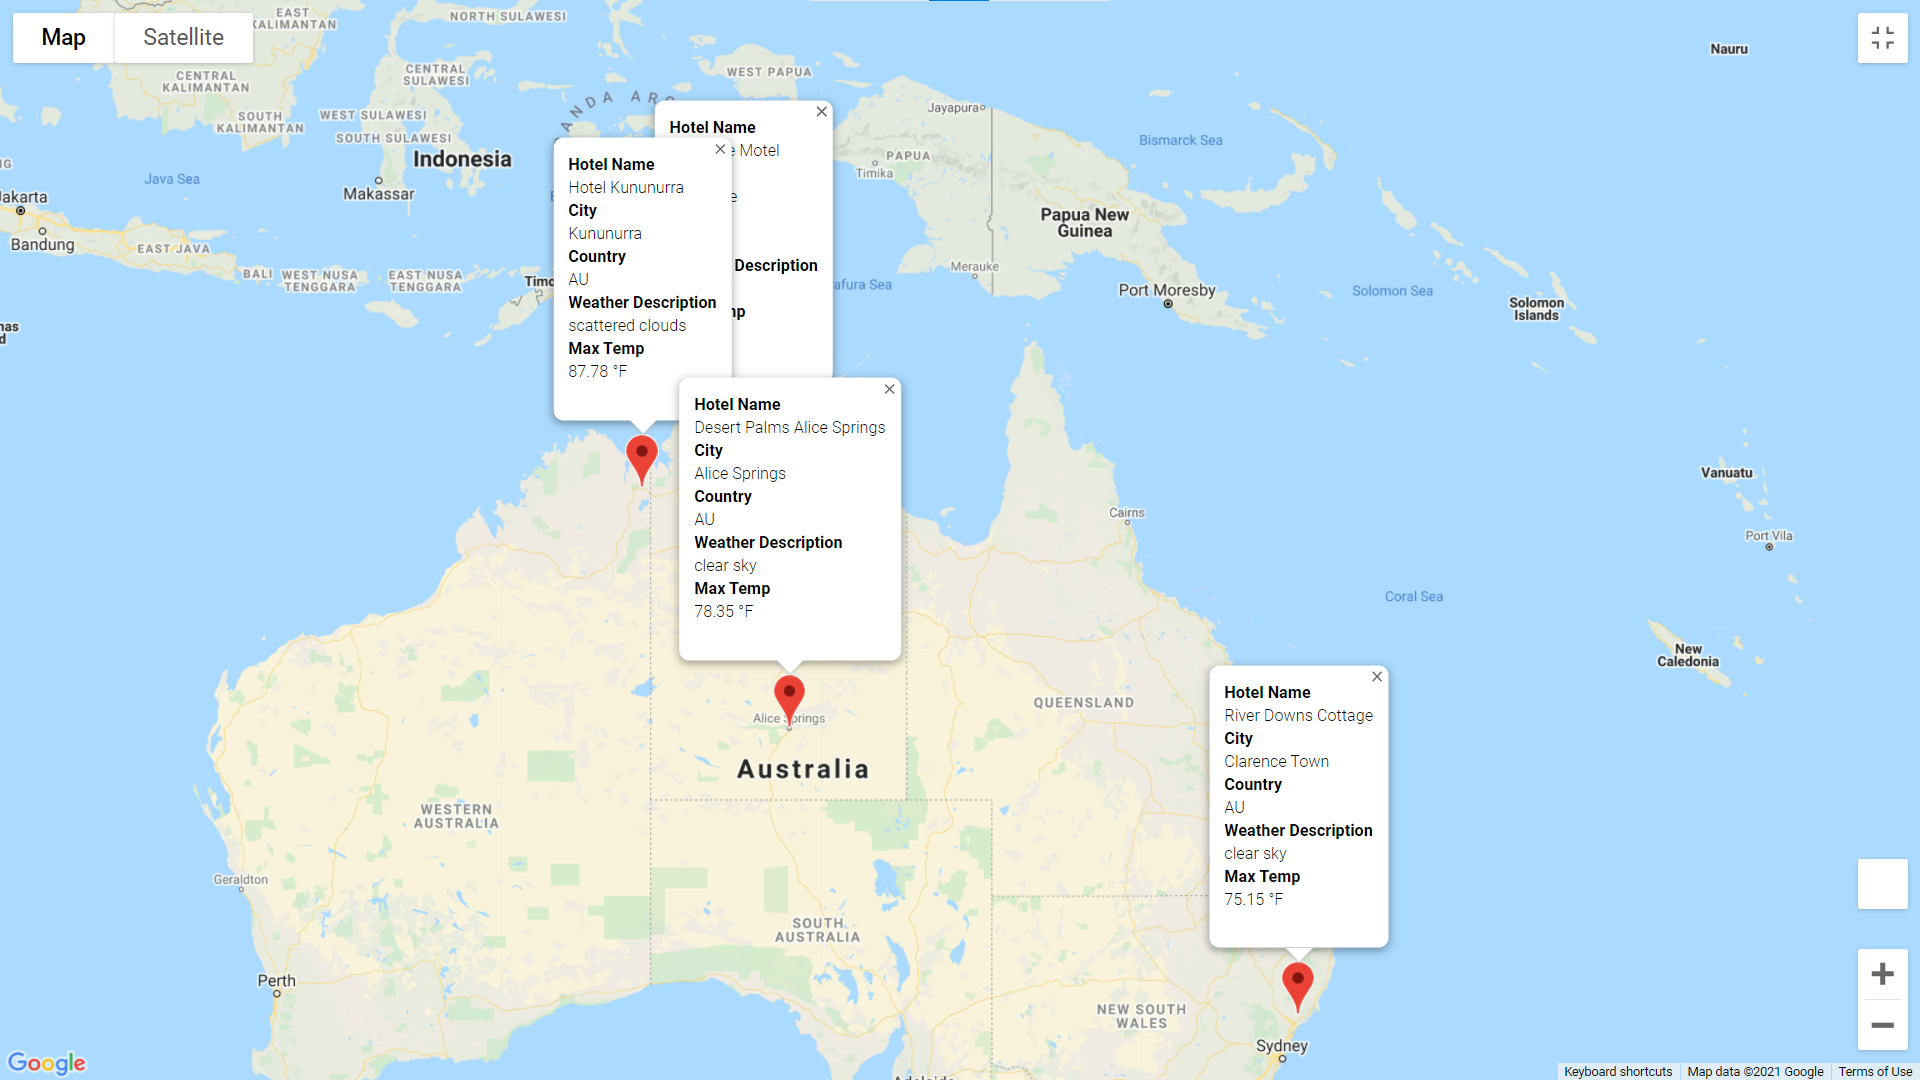 Map
Satellite
EAST
KALIMANTAN
NORTH SULAWESI
Nauru
CENTRAL
KALIMANTAN
CENTRAL
SULAWESI
WEST PAPUA
SOUTH
KALIMANTAN
WEST SULAWESI
SOUTH SULAWESI
Indonesia
Makassar
Java Sea
Bandung
EAST JAVA
BALI
WEST NUSA
TENGGARA
EAST NUSA
TENGGARA
Jayapura
PAPUA
Timika
Bismarck Sea
Papua New
Guinea
Merauke
Port Moresby
Solomon Sea
Solomon
Islands
Hotel Name
Motel
Description
Hotel Name
Hotel Kununurra
City
Kununurra
Country
AU
Weather Description
scattered clouds
Max Temp
87.78 °F
Hotel Name
Desert Palms Alice Springs
City
Alice Springs
Country
AU
Weather Description
clear sky
Max Temp
78.35 °F
Cairns
Vanuatu
Port Vila
Coral Sea
New
Caledonia
Alice Springs
Australia
QUEENSLAND
WESTERN
AUSTRALIA
Hotel Name
River Downs Cottage
City
Clarence Town
Country
AU
Weather Description
clear sky
Max Temp
75.15 °F
Geraldton
SOUTH
AUSTRALIA
Perth
NEW SOUTH
WALES
Sydney
Google
Keyboard shortcuts
Map data ©2021 Google
Terms of Use